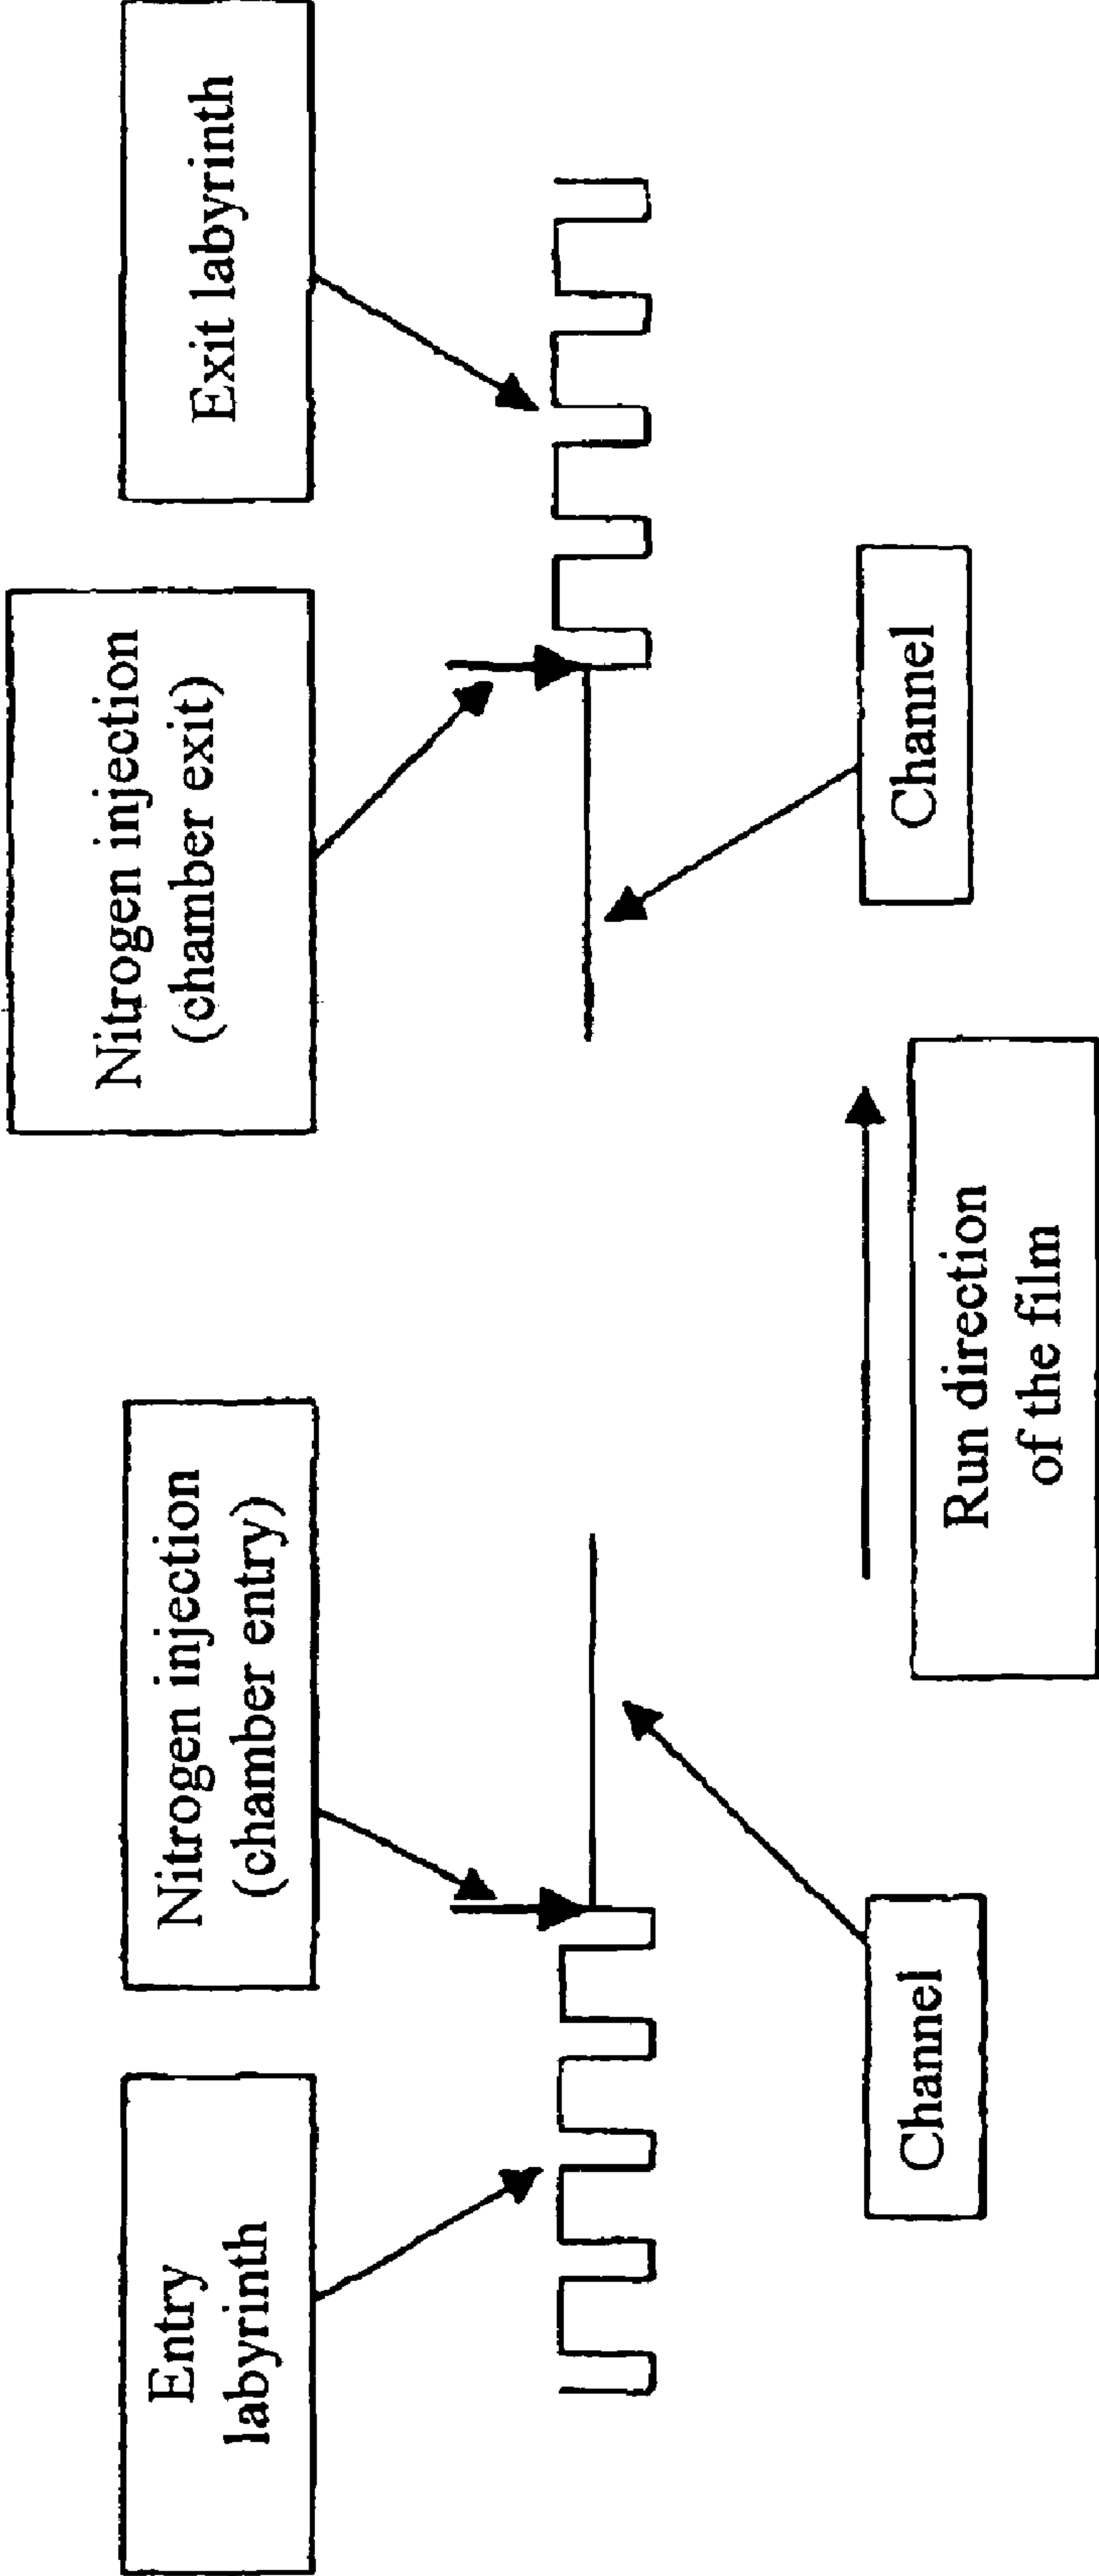 Entry
labyrinth
Nitrogen injection
(chamber entry)
Nitrogen injection
(chamber exit)
Exit labyrinth
Channel
Run direction
of the film
Channel